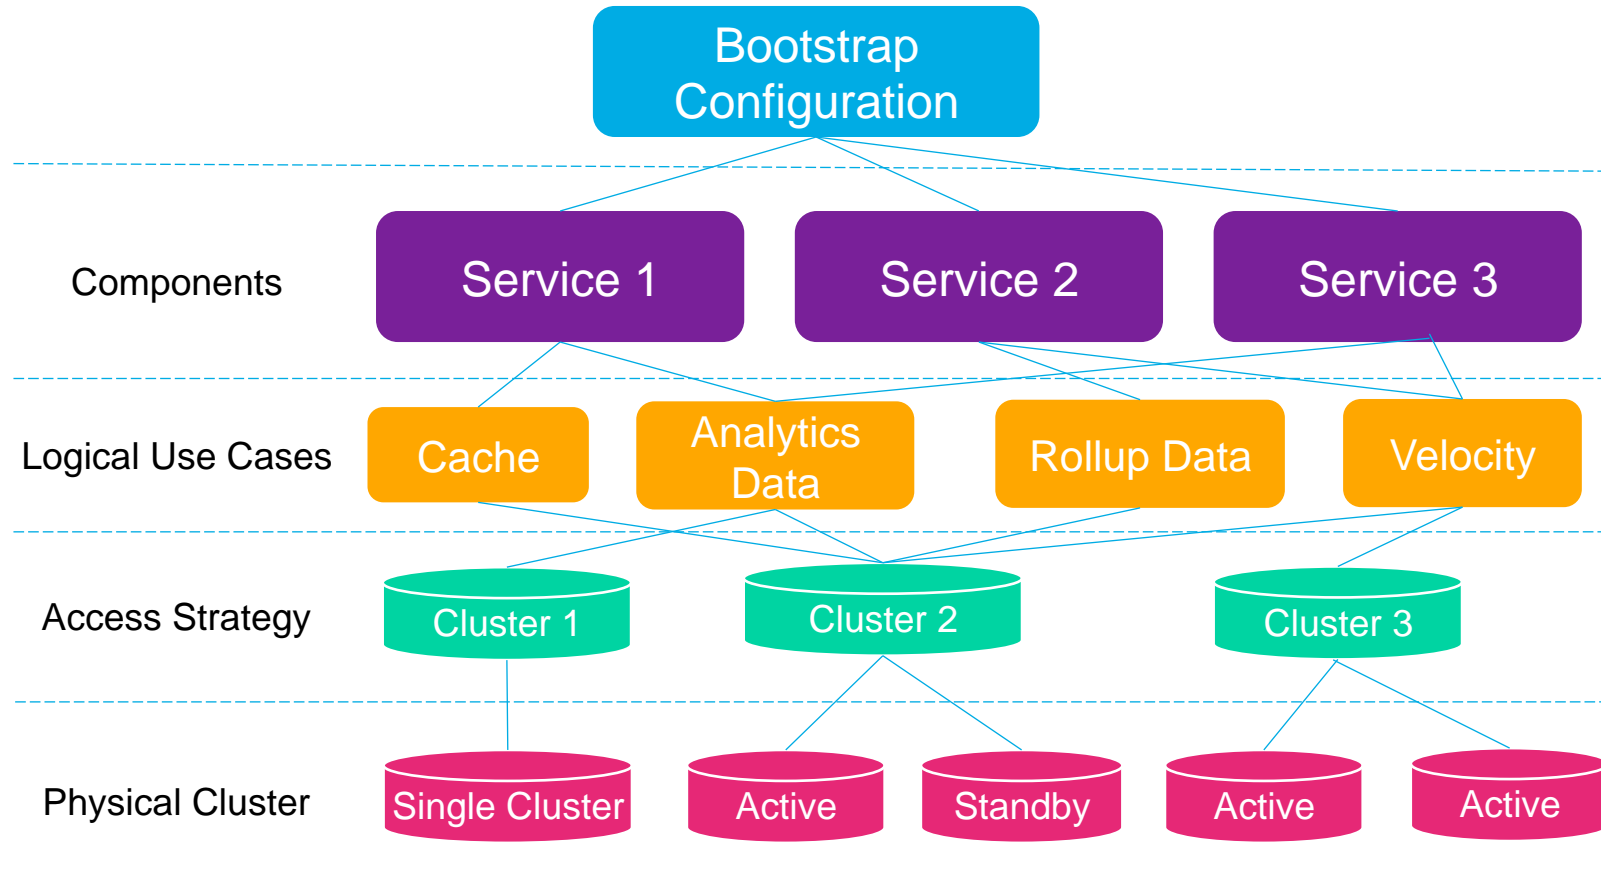 Bootstrap
Configuration
Components
Service 1
Service 2
Service 3
Logical Use Cases
Cache
Analytics
Data
Rollup Data
Velocity
Access Strategy
Cluster 1
Cluster 2
Cluster 3
Physical Cluster
Single Cluster
Active
Standby
Active
Active